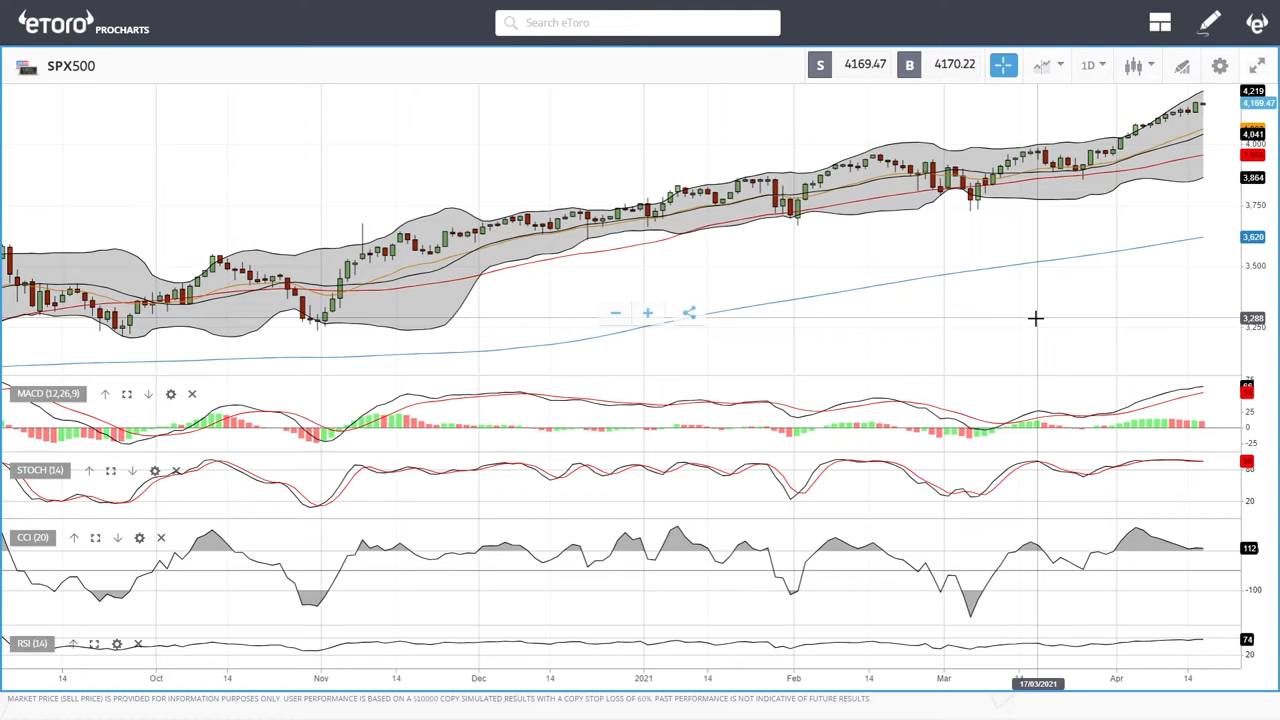 eToro PROCHARTS
Search eToro
SPX500
S 4169.47 B 4170.22
1D
4,219
4,169.47
4,041
4,000
3,864
3,750
3,620
3,500
3,288
3,250
MACD (12,26,9)
75
25
0
-25
STOCH (14)
80
20
CCI (20)
112
-100
RSI (14)
74
20
14 Oct 14 Nov 14 Dec 14 2021 14 Feb 14 Mar Apr 14
17/03/2021
MARKET PRICE (SELL PRICE) IS PROVIDED FOR INFORMATION PURPOSES ONLY. USER PERFORMANCE IS BASED ON A $10000 COPY SIMULATED RESULTS WITH A COPY STOP LOSS OF 60%. PAST PERFORMANCE IS NOT INDICATIVE OF FUTURE RESULTS.